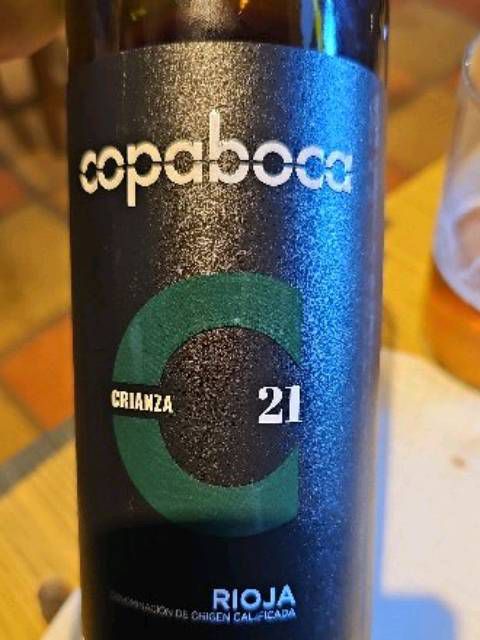 copaboca
CRIANZA 21
RIOJA
DENOMINACIÓN DE ORIGEN CALIFICADA